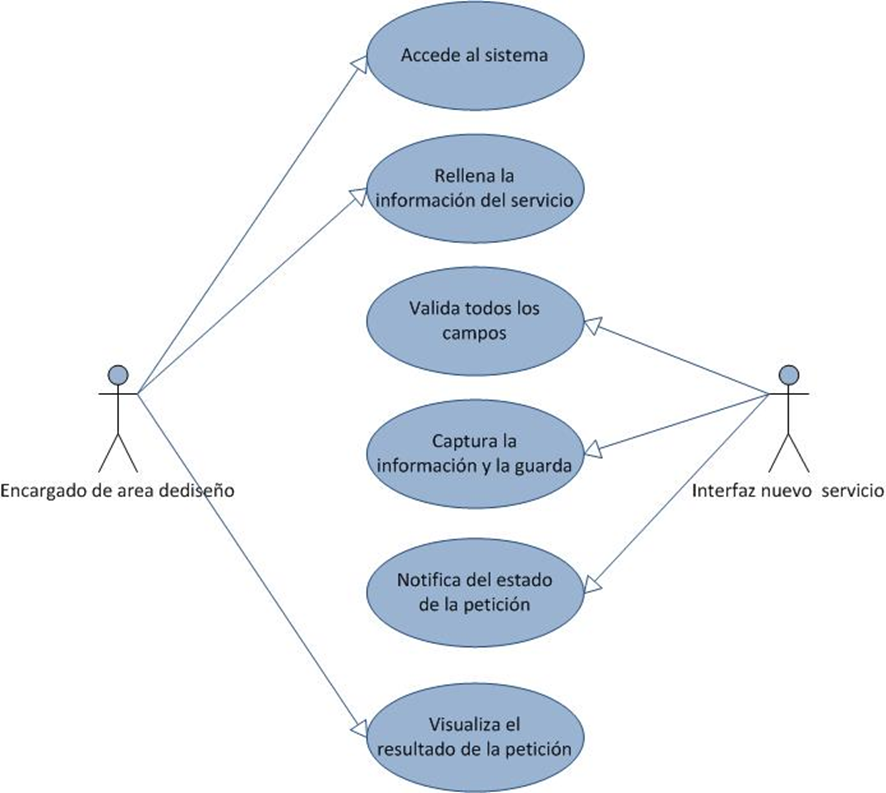 Accede al sistema
Rellena la
información del servicio
Valida todos los
campos
Captura la
información y la guarda
Encargado de area dediseño
Interfaz nuevo servicio
Notifica del estado
de la petición
Visualiza el
resultado de la petición